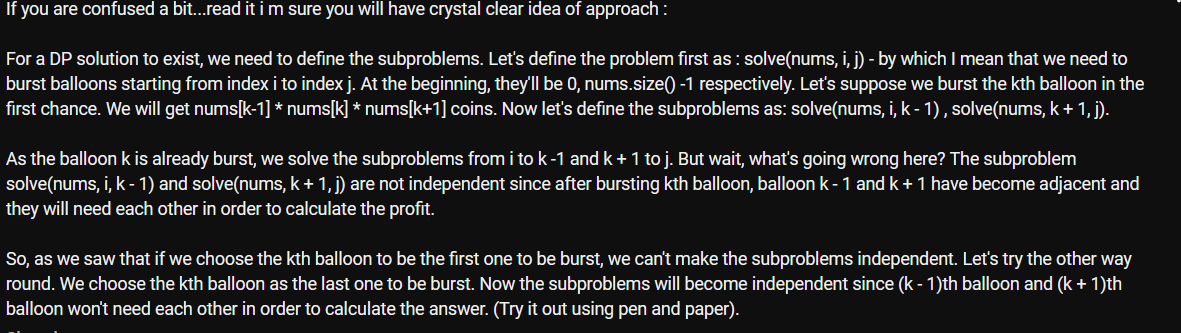 If you are confused a bit...read it i m sure you will have crystal clear idea of approach :
For a DP solution to exist, we need to define the subproblems. Let's define the problem first as : solve(nums, i, j) - by which I mean that we need to
burst balloons starting from index i to index j. At the beginning, they'll be 0, nums.size() -1 respectively. Let's suppose we burst the kth balloon in the
first chance. We will get nums[k-1] * nums[k] * nums[k+1] coins. Now let's define the subproblems as: solve(nums, i, k - 1) , solve(nums, k + 1, j).
As the balloon k is already burst, we solve the subproblems from i to k -1 and k + 1 to j. But wait, what's going wrong here? The subproblem
solve(nums, i, k - 1) and solve(nums, k + 1, j) are not independent since after bursting kth balloon, balloon k - 1 and k + 1 have become adjacent and
they will need each other in order to calculate the profit.
So, as we saw that if we choose the kth balloon to be the first one to be burst, we can't make the subproblems independent. Let's try the other way
round. We choose the kth balloon as the last one to be burst. Now the subproblems will become independent since (k - 1)th balloon and (k + 1)th
balloon won't need each other in order to calculate the answer. (Try it out using pen and paper).